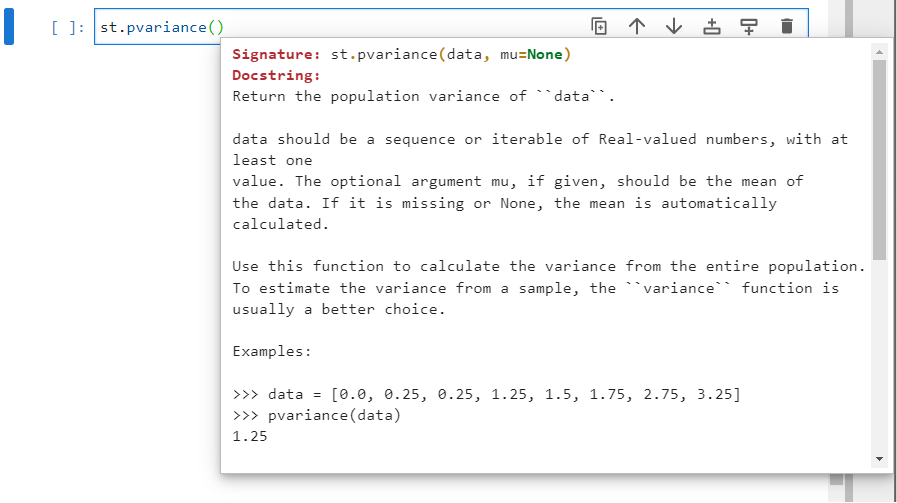 [ ]: st.pvariance()
Signature: st.pvariance(data, mu=None)
Docstring:
Return the population variance of ``data``.
data should be a sequence or iterable of Real-valued numbers, with at
least one
value. The optional argument mu, if given, should be the mean of
the data. If it is missing or None, the mean is automatically
calculated.
Use this function to calculate the variance from the entire population.
To estimate the variance from a sample, the ``variance`` function is
usually a better choice.
Examples:
>>> data = [0.0, 0.25, 0.25, 1.25, 1.5, 1.75, 2.75, 3.25]
>>> pvariance(data)
1.25